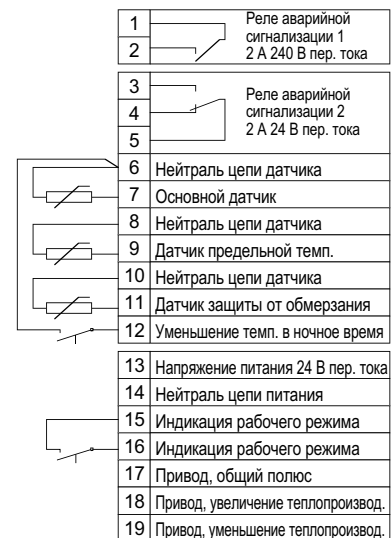 1 Реле аварийной
сигнализации 1
2 2 А 240 В пер. тока
3
Реле аварийной
4 сигнализации 2
2 А 24 В пер. тока
5
6 Нейтраль цепи датчика
7 Основной датчик
8 Нейтраль цепи датчика
9 Датчик предельной темп.
10 Нейтраль цепи датчика
11 Датчик защиты от обмерзания
12 Уменьшение темп. в ночное время
13 Напряжение питания 24 В пер. тока
14 Нейтраль цепи питания
15 Индикация рабочего режима
16 Индикация рабочего режима
17 Привод, общий полюс
18 Привод, увеличение теплопроизвод.
19 Привод, уменьшение теплопроизвод.